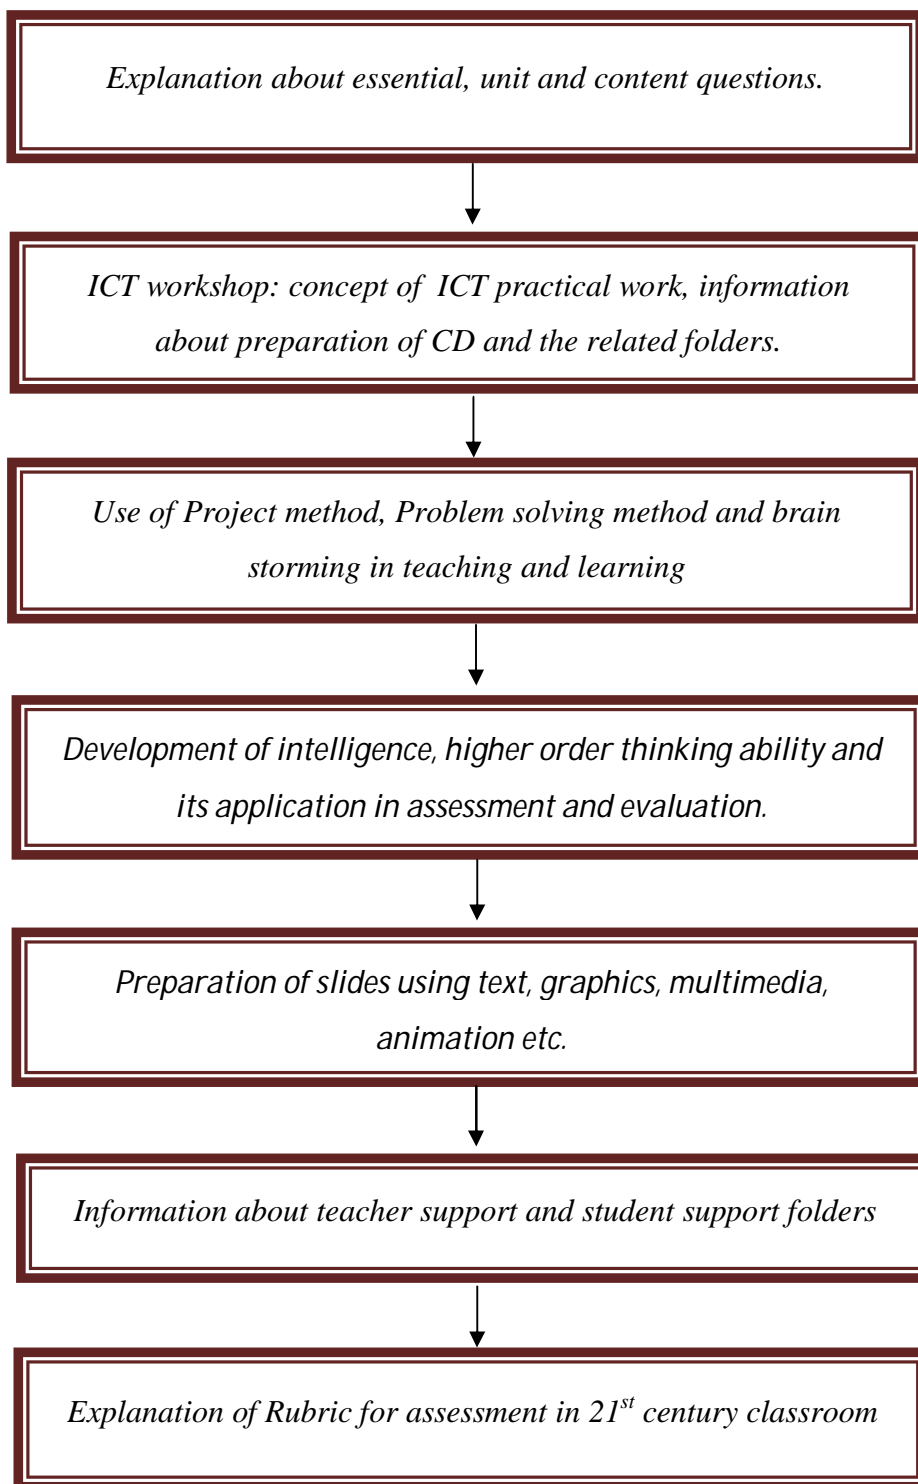 Explanation about essential, unit and content questions.
ICT workshop: concept of ICT practical work, information
about preparation of CD and the related folders.
Use of Project method, Problem solving method and brain
storming in teaching and learning
Development of intelligence, higher order thinking ability and
its application in assessment and evaluation.
Preparation of slides using text, graphics, multimedia,
animation etc.
Information about teacher support and student support folders
Explanation of Rubric for assessment in 21st century classroom